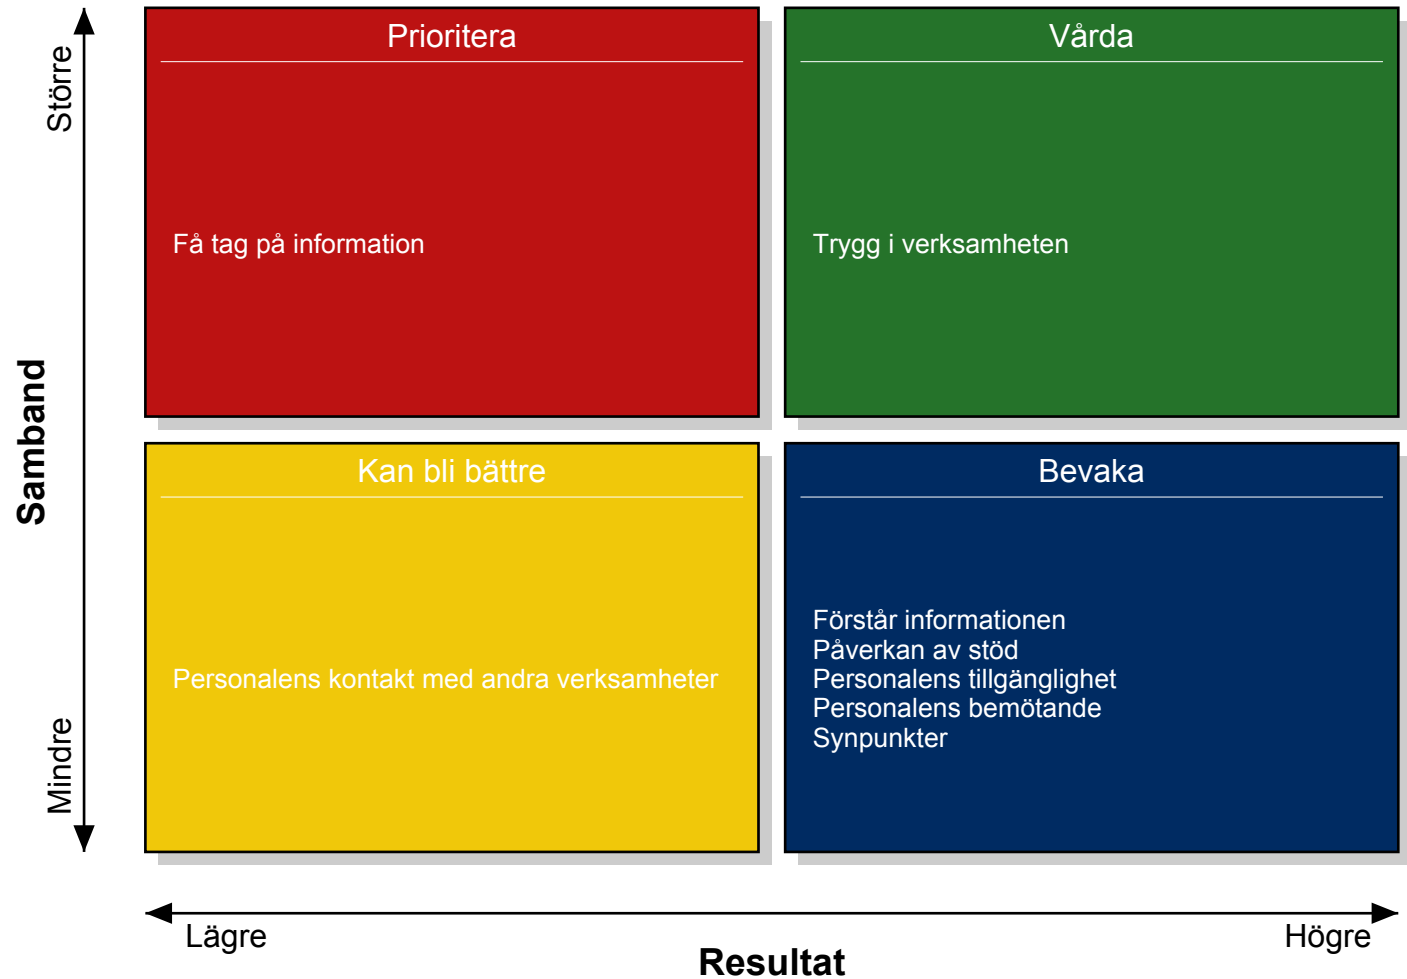 Större
Samband
Mindre
Prioritera
Få tag på information
Vårda
Trygg i verksamheten
Kan bli bättre
Personalens kontakt med andra verksamheter
Bevaka
Förstår informationen
Påverkan av stöd
Personalens tillgänglighet
Personalens bemötande
Synpunkter
Lägre
Resultat
Högre